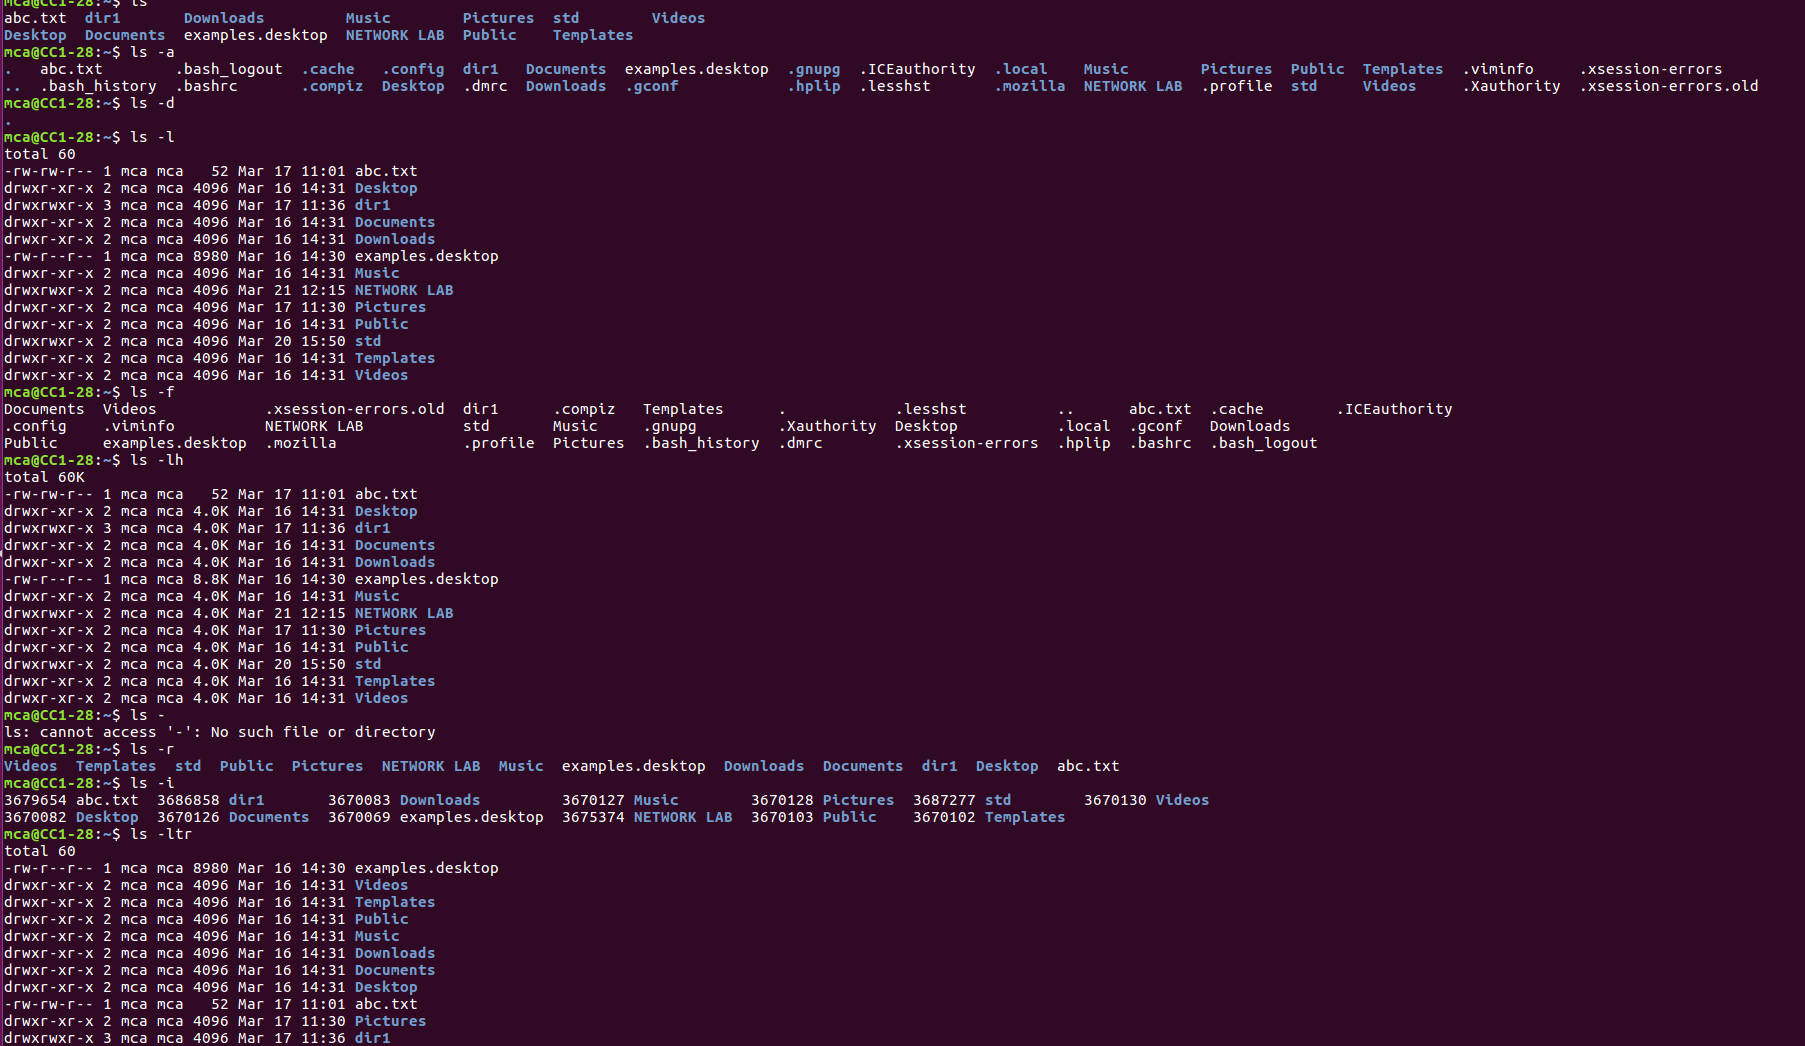 mca@CC1-28:~$ ls
abc.txt  dir1       Downloads         Music        Pictures  std        Videos
Desktop  Documents  examples.desktop  NETWORK LAB  Public    Templates
mca@CC1-28:~$ ls -a
.   abc.txt        .bash_logout  .cache   .config  dir1   Documents  examples.desktop  .gnupg  .ICEauthority  .local    Music        Pictures  Public  Templates  .viminfo     .xsession-errors
..  .bash_history  .bashrc       .compiz  Desktop  .dmrc  Downloads  .gconf            .hplip  .lesshst       .mozilla  NETWORK LAB  .profile  std     Videos     .Xauthority  .xsession-errors.old
mca@CC1-28:~$ ls -d
.
mca@CC1-28:~$ ls -l
total 60
-rw-rw-r-- 1 mca mca   52 Mar 17 11:01 abc.txt
drwxr-xr-x 2 mca mca 4096 Mar 16 14:31 Desktop
drwxrwxr-x 3 mca mca 4096 Mar 17 11:36 dir1
drwxr-xr-x 2 mca mca 4096 Mar 16 14:31 Documents
drwxr-xr-x 2 mca mca 4096 Mar 16 14:31 Downloads
-rw-r--r-- 1 mca mca 8980 Mar 16 14:30 examples.desktop
drwxr-xr-x 2 mca mca 4096 Mar 16 14:31 Music
drwxrwxr-x 2 mca mca 4096 Mar 21 12:15 NETWORK LAB
drwxr-xr-x 2 mca mca 4096 Mar 17 11:30 Pictures
drwxr-xr-x 2 mca mca 4096 Mar 16 14:31 Public
drwxrwxr-x 2 mca mca 4096 Mar 20 15:50 std
drwxr-xr-x 2 mca mca 4096 Mar 16 14:31 Templates
drwxr-xr-x 2 mca mca 4096 Mar 16 14:31 Videos
mca@CC1-28:~$ ls -f
Documents  Videos            .xsession-errors.old  dir1      .compiz   Templates      .            .lesshst          ..      abc.txt  .cache        .ICEauthority
.config    .viminfo          NETWORK LAB           std       Music     .gnupg         .Xauthority  Desktop           .local  .gconf   Downloads
Public     examples.desktop  .mozilla              .profile  Pictures  .bash_history  .dmrc        .xsession-errors  .hplip  .bashrc  .bash_logout
mca@CC1-28:~$ ls -lh
total 60K
-rw-rw-r-- 1 mca mca   52 Mar 17 11:01 abc.txt
drwxr-xr-x 2 mca mca 4.0K Mar 16 14:31 Desktop
drwxrwxr-x 3 mca mca 4.0K Mar 17 11:36 dir1
drwxr-xr-x 2 mca mca 4.0K Mar 16 14:31 Documents
drwxr-xr-x 2 mca mca 4.0K Mar 16 14:31 Downloads
-rw-r--r-- 1 mca mca 8.8K Mar 16 14:30 examples.desktop
drwxr-xr-x 2 mca mca 4.0K Mar 16 14:31 Music
drwxrwxr-x 2 mca mca 4.0K Mar 21 12:15 NETWORK LAB
drwxr-xr-x 2 mca mca 4.0K Mar 17 11:30 Pictures
drwxr-xr-x 2 mca mca 4.0K Mar 16 14:31 Public
drwxrwxr-x 2 mca mca 4.0K Mar 20 15:50 std
drwxr-xr-x 2 mca mca 4.0K Mar 16 14:31 Templates
drwxr-xr-x 2 mca mca 4.0K Mar 16 14:31 Videos
mca@CC1-28:~$ ls -
ls: cannot access '-': No such file or directory
mca@CC1-28:~$ ls -r
Videos  Templates  std  Public  Pictures  NETWORK LAB  Music  examples.desktop  Downloads  Documents  dir1  Desktop  abc.txt
mca@CC1-28:~$ ls -i
3679654 abc.txt  3686858 dir1       3670083 Downloads         3670127 Music        3670128 Pictures  3687277 std        3670130 Videos
3670082 Desktop  3670126 Documents  3670069 examples.desktop  3675374 NETWORK LAB  3670103 Public    3670102 Templates
mca@CC1-28:~$ ls -ltr
total 60
-rw-r--r-- 1 mca mca 8980 Mar 16 14:30 examples.desktop
drwxr-xr-x 2 mca mca 4096 Mar 16 14:31 Videos
drwxr-xr-x 2 mca mca 4096 Mar 16 14:31 Templates
drwxr-xr-x 2 mca mca 4096 Mar 16 14:31 Public
drwxr-xr-x 2 mca mca 4096 Mar 16 14:31 Music
drwxr-xr-x 2 mca mca 4096 Mar 16 14:31 Downloads
drwxr-xr-x 2 mca mca 4096 Mar 16 14:31 Documents
drwxr-xr-x 2 mca mca 4096 Mar 16 14:31 Desktop
-rw-rw-r-- 1 mca mca   52 Mar 17 11:01 abc.txt
drwxr-xr-x 2 mca mca 4096 Mar 17 11:30 Pictures
drwxrwxr-x 3 mca mca 4096 Mar 17 11:36 dir1